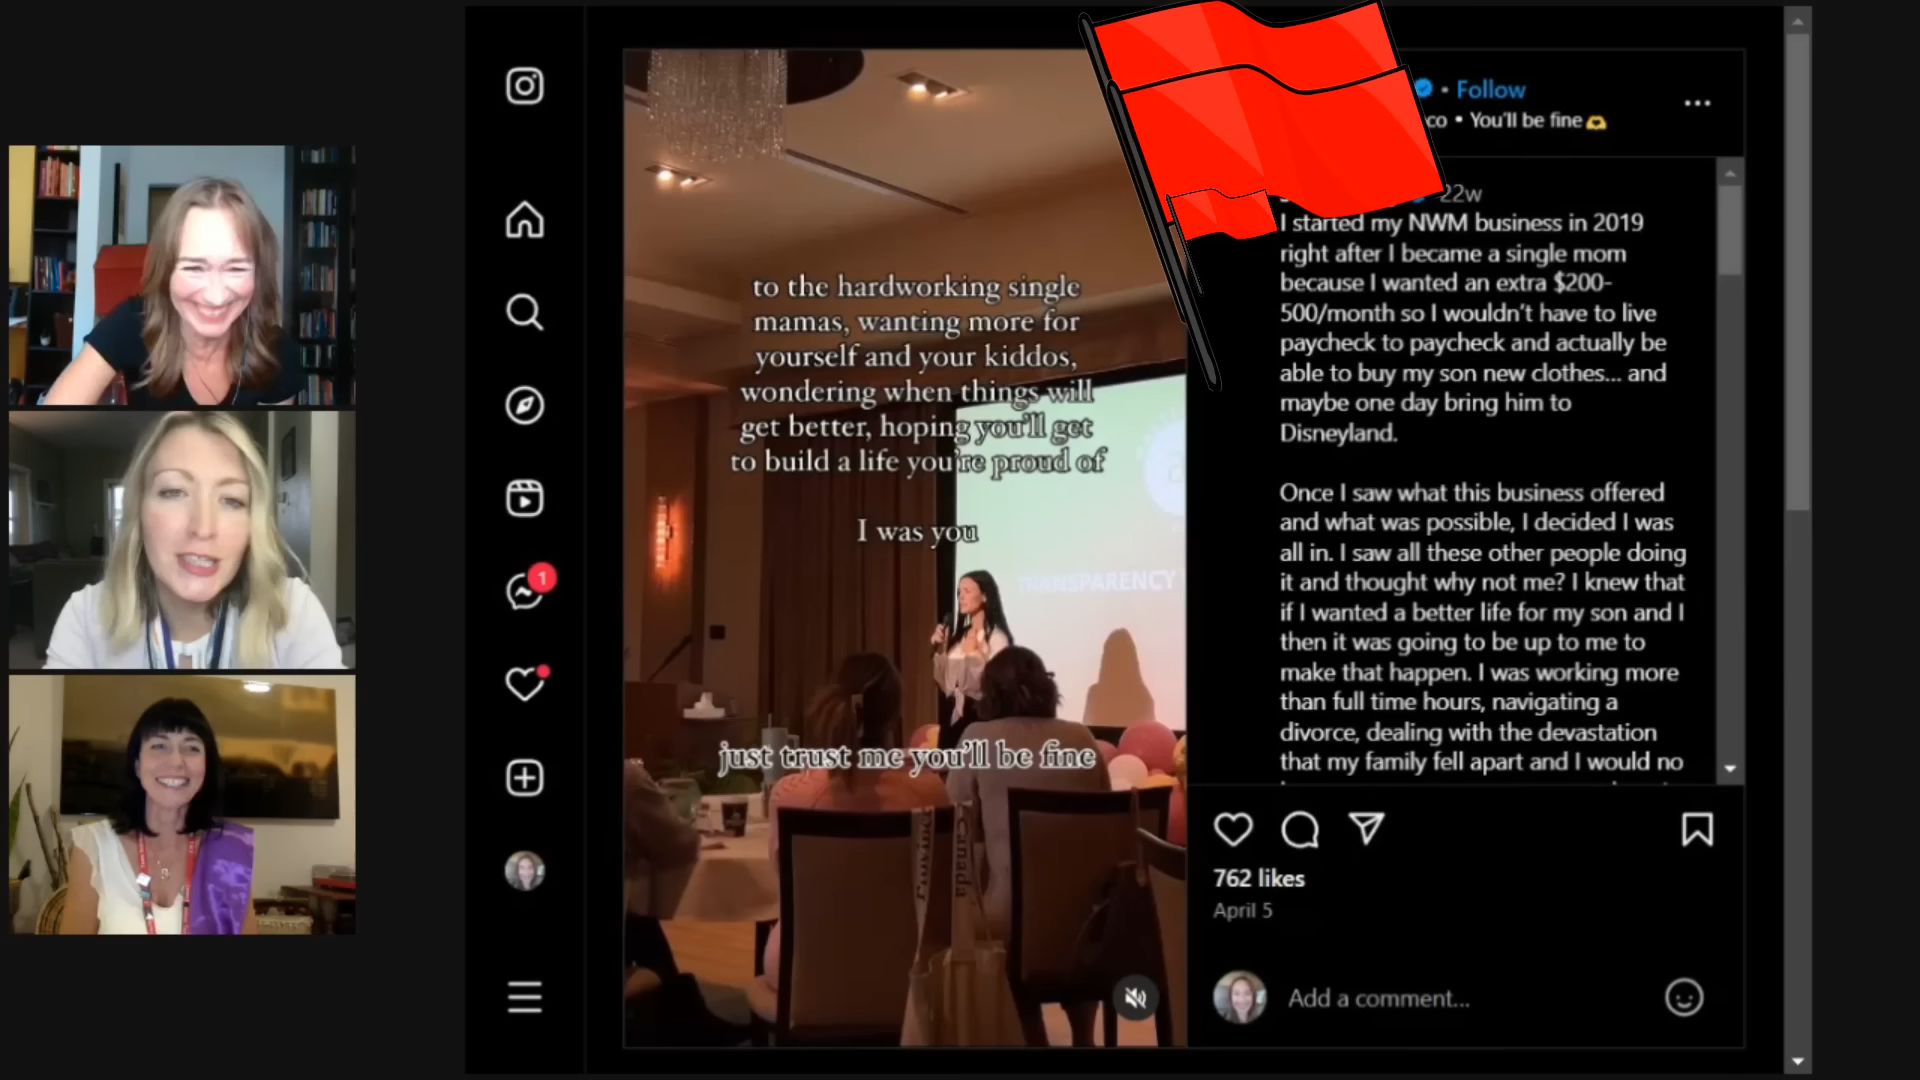 to the hardworking single
mamas, wanting more for
yourself and your kiddos,
wondering when things will
get better, hoping you'll get
to build a life you're proud of
I was you
TRANSPARENCY
just trust me you'll be fine
Province
Canada
1
• Follow
co • You'll be fine🫶
22w
I started my NWM business in 2019
right after I became a single mom
because I wanted an extra $200-
500/month so I wouldn't have to live
paycheck to paycheck and actually be
able to buy my son new clothes... and
maybe one day bring him to
Disneyland.
Once I saw what this business offered
and what was possible, I decided I was
all in. I saw all these other people doing
it and thought why not me? I knew that
if I wanted a better life for my son and I
then it was going to be up to me to
make that happen. I was working more
than full time hours, navigating a
divorce, dealing with the devastation
that my family fell apart and I would no
762 likes
April 5
Add a comment...